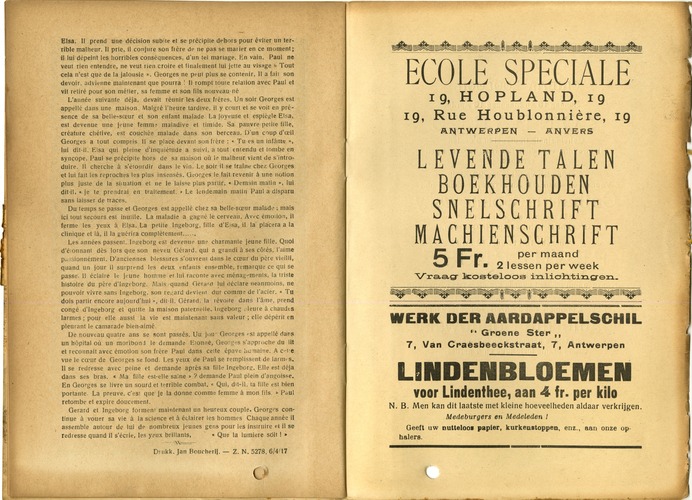 Elsa. Il prend une décision subite et se précipite dehors pour éviter un ter-
rible malheur. Il prie, il conjure son frère de ne pas se marier en ce moment;
il lui dépeint les horribles conséquences, d'un tel mariage. En vain. Paul ne
veut rien entendre, ne veut rien croire et finalement lui jette au visage « Tout
cela n'est que de la jalousie ». Georges ne peut plus se contenir. Il a fait son
devoir, advienne maintenant que pourra ! Il rompt toute relation avec Paul et
vit retiré pour son métier, sa femme et son fils nouveau né
L'année suivante déjà, devait réunir les deux frères. Un soir Georges est
appelé dans une maison. Malgré l'heure tardive, il y court et se voit en pré-
sence de sa belle-sœur et son enfant malade. La joyeuse et espiègle Elsa,
est devenue une jeune femme maladive et timide. Sa pauvre petite fille,
créature chétive, est couchée malade dans son berceau. D'un coup d'œil
Georges a tout compris. Il se place devant son frère : « Tu es un infâme »,
lui dit-il. Elsa qui, pleine d'inquiétude a suivi, a tout entendu et tombe en
syncope. Paul se précipite hors de sa maison où le malheur vient de s'intro-
duire. Il cherche à s'étourdir dans le vin. Le soir il se traîne chez Georges
et lui fait les reproches les plus insensés. Georges le fait revenir à une notion
plus juste de la situation et ne le laisse plus partir. « Demain matin », lui
dit-il, « je te prendrai en traitement. » Le lendemain matin Paul a disparu
sans laisser de traces.
Du temps se passe et Georges est appellé chez sa belle-sœur malade; mais
ici tout secours est inutile. La maladie a gagné le cerveau. Avec émotion, il
ferme les yeux à Elsa. La petite Ingeborg, fille d'Elsa, il la placera à la
clinique et là, il la guérira complètement......
Les années passent. Ingeborg est devenue une charmante jeune fille. Quoi
d'étonnant dès lors que son neveu Gérard, qui a grandi à ses côtés, l'aime
passionnément. D'anciennes blessures s'ouvrent dans le cœur du père vieilli,
quand un jour il surprend les deux enfants ensemble, remarque ce qui se
passe. Il éclaire le jeune homme et lui raconte avec ménagements, la triste
histoire du père d'Ingeborg. Mais quand Gérard lui déclare néanmoins, ne
pouvoir vivre sans Ingeborg, son regard devient dur comme de l'acier. « Tu
dois partir encore aujourd'hui », dit-il. Gérard, la révolte dans l'âme, prend
congé d'Ingeborg et quitte la maison paternelle. Ingeborg pleure à chaudes
larmes; pour elle aussi la vie est maintenant sans valeur; elle dépérit en
pleurant le camarade bien-aimé
De nouveau quatre ans se sont passés. Un jour Georges est appelé dans
un hôpital où un moribond le demande. Etonné, Georges s'approche du lit
et reconnait avec émotion son frère Paul dans cette épave humaine. A cette
vue le cœur de Georges se fond. Les yeux de Paul se remplissent de larmes.
Il se redresse avec peine et demande après sa fille Ingeborg. Elle est déjà
dans ses bras. « Ma fille est-elle saine » ? demande Paul plein d'angoisse.
En Georges se livre un sourd et terrible combat. « Oui, dit-il, ta fille est bien
portante. La preuve, c'est que je la donne comme femme à mon fils. » Paul
retombe et expire doucement.
Gerard et Ingeborg forment maintenant un heureux couple. Georges con-
tinue à vouer sa vie à la science et à éclairer les hommes. Chaque année il
assemble autour de lui de nombreux jeunes gens pour les instruire et il se
redresse quand il s'écrie, les yeux brillants, « Que la lumière soit ! »
Drukk. Jan Boucherij. — Z. N. 5278, 6/4/17
ECOLE SPECIALE
19, HOPLAND, 19
19, Rue Houblonnière, 19
ANTWERPEN — ANVERS
LEVENDE TALEN
BOEKHOUDEN
SNELSCHRIFT
MACHIENSCHRIFT
5 Fr. per maand
2 lessen per week
Vraag kosteloos inlichtingen.
WERK DER AARDAPPELSCHIL
“ Groene Ster „
7, Van Craesbeeckstraat, 7, Antwerpen
LINDENBLOEMEN
voor Lindenthee, aan 4 fr. per kilo
N. B. Men kan dit laatste met kleine hoeveelheden aldaar verkrijgen.
Medeburgers en Medeleden !
Geeft uw nutteloos papier, kurkenstoppen, enz., aan onze op-
halers.